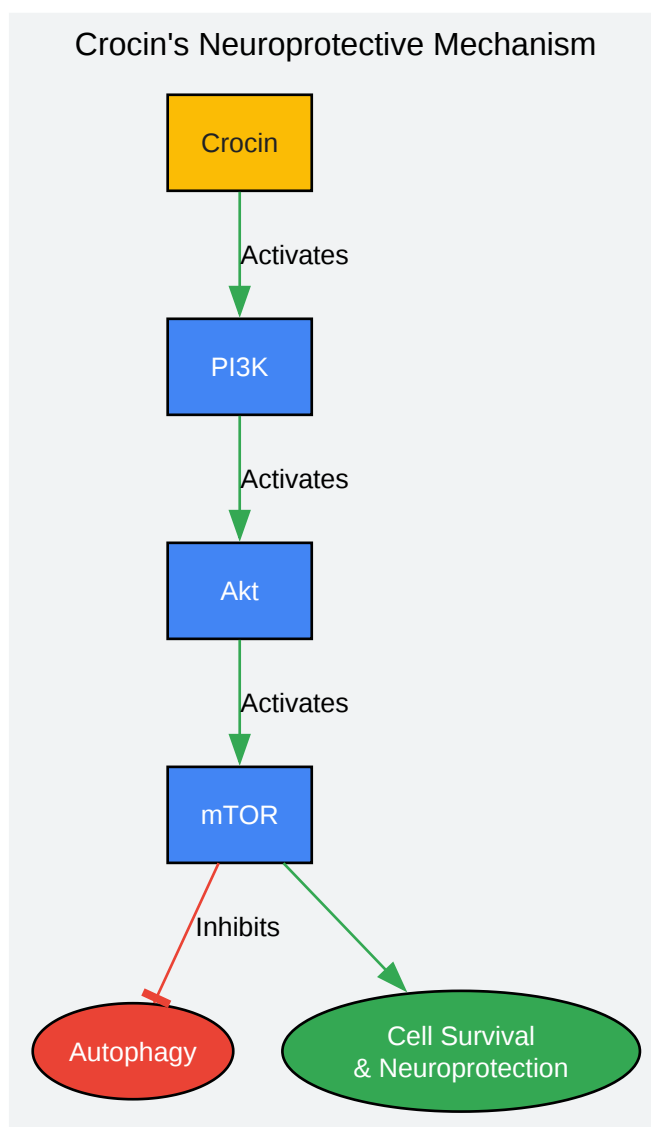 Crocin's Neuroprotective Mechanism
Crocin
Activates
PI3K
Activates
Akt
Activates
mTOR
Inhibits
Autophagy
Cell Survival
& Neuroprotection